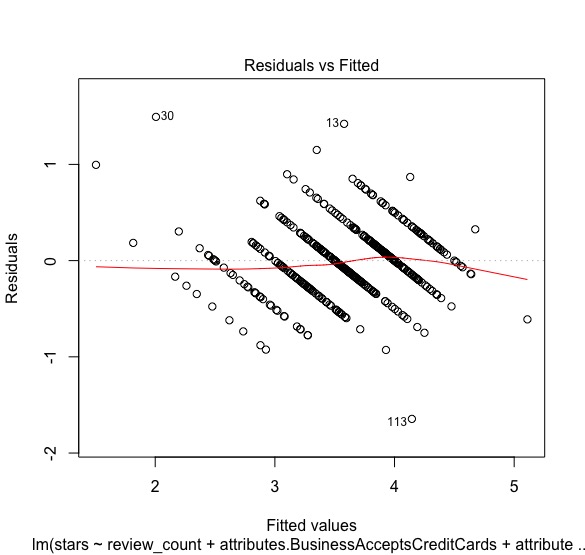 Residuals vs Fitted
30
13
113
Residuals
1
0
-1
-2
2
3
4
5
Fitted values
lm(stars ~ review_count + attributes.BusinessAcceptsCreditCards + attribute ..